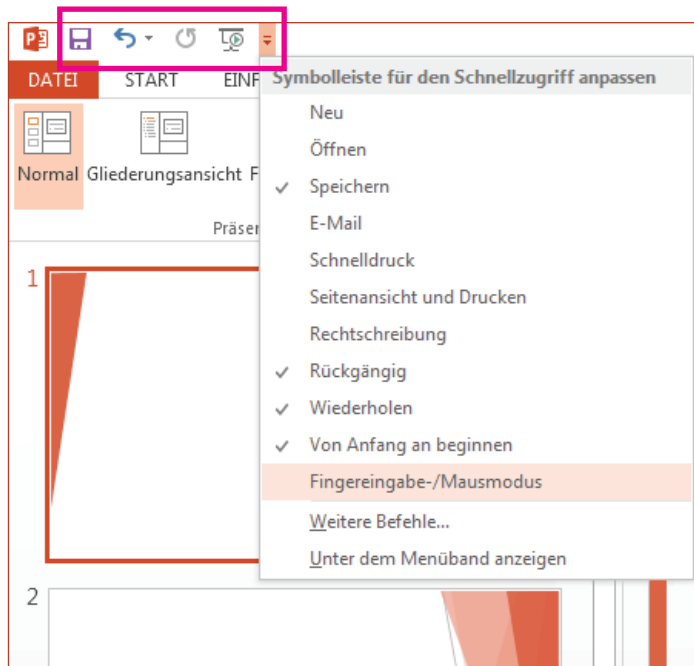 DATEI START EINF
Symbolleiste für den Schnellzugriff anpassen
Neu
Öffnen
Speichern
E-Mail
Schnelldruck
Seitenansicht und Drucken
Rechtschreibung
Rückgängig
Wiederholen
Von Anfang an beginnen
Fingereingabe-/Mausmodus
Weitere Befehle...
Unter dem Menüband anzeigen
Normal Gliederungsansicht F
Präsen
1
2